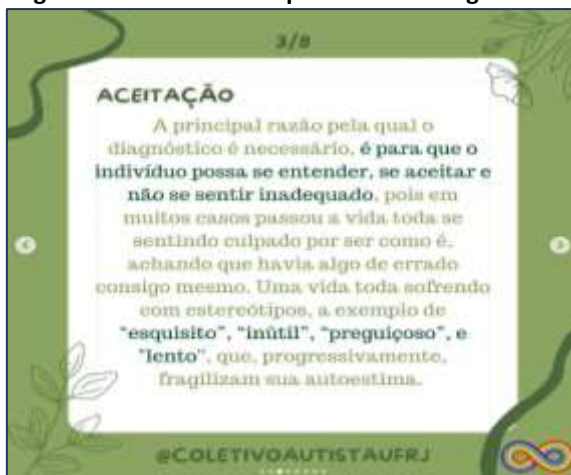 3/8
ACEITAÇÃO
A principal razão pela qual o
diagnóstico é necessário, é para que o
indivíduo possa se entender, se aceitar e
não se sentir inadequado, pois em
muitos casos passou a vida toda se
sentindo culpado por ser como é,
achando que havia algo de errado
consigo mesmo. Uma vida toda sofrendo
com estereótipos, a exemplo de
"esquisito", "inútil", "preguiçoso", e
"lento", que, progressivamente,
fragilizam sua autoestima.
@COLETIVOAUTISTAUFRJ